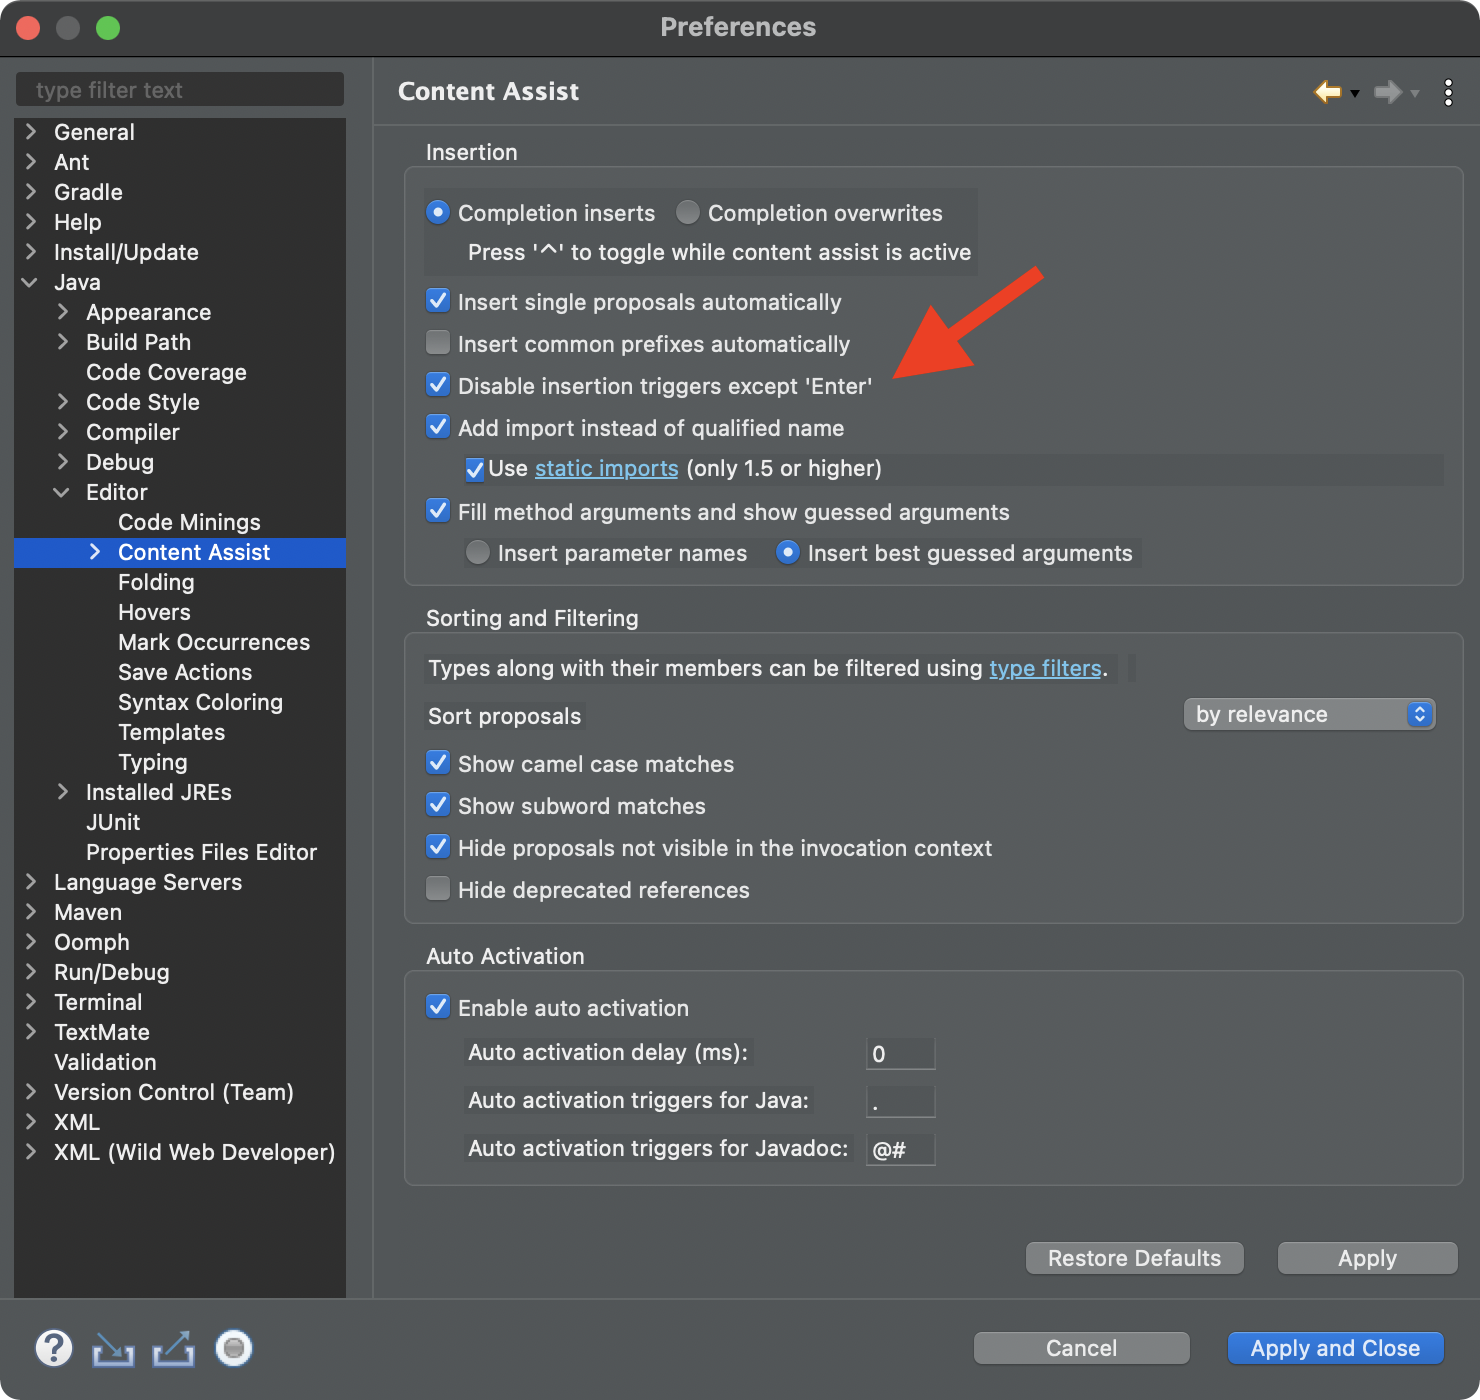 Preferences
type filter text
General
Ant
Gradle
Help
Install/Update
Java
Appearance
Build Path
Code Coverage
Code Style
Compiler
Debug
Editor
Code Minings
Content Assist
Folding
Hovers
Mark Occurrences
Save Actions
Syntax Coloring
Templates
Typing
Installed JREs
JUnit
Properties Files Editor
Language Servers
Maven
Oomph
Run/Debug
Terminal
TextMate
Validation
Version Control (Team)
XML
XML (Wild Web Developer)
Content Assist
Insertion
Completion inserts Completion overwrites
Press '^' to toggle while content assist is active
Insert single proposals automatically
Insert common prefixes automatically
Disable insertion triggers except 'Enter'
Add import instead of qualified name
Use static imports (only 1.5 or higher)
Fill method arguments and show guessed arguments
Insert parameter names Insert best guessed arguments
Sorting and Filtering
Types along with their members can be filtered using type filters.
Sort proposals by relevance
Show camel case matches
Show subword matches
Hide proposals not visible in the invocation context
Hide deprecated references
Auto Activation
Enable auto activation
Auto activation delay (ms): 0
Auto activation triggers for Java: .
Auto activation triggers for Javadoc: @#
Restore Defaults Apply
? Cancel Apply and Close